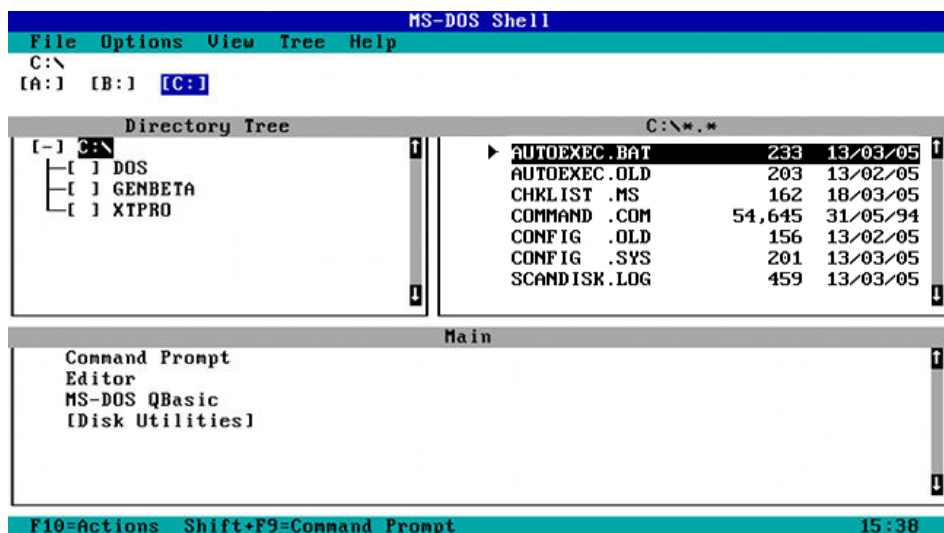 MS-DOS Shell
File Options View Tree Help
C:\
[A:] [B:] [C:]
Directory Tree
[-] C:\
[ ] DOS
[ ] GENBETA
[ ] XTPRO
C:\*.*
AUTOEXEC.BAT 233 13/03/05
AUTOEXEC.OLD 203 13/02/05
CHKLIST .MS 162 18/03/05
COMMAND .COM 54,645 31/05/94
CONFIG .OLD 156 13/02/05
CONFIG .SYS 201 13/03/05
SCANDISK.LOG 459 13/03/05
Main
Command Prompt
Editor
MS-DOS QBasic
[Disk Utilities]
F10=Actions Shift+F9=Command Prompt 15:38